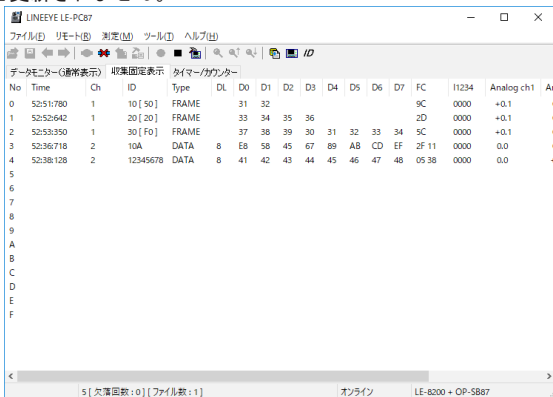 LINEEYE LE-PC87
ファイル(F) リモート(R) 測定(M) ツール(T) ヘルプ(H)
ID
データモニター(通常表示) 収集固定表示 タイマー/カウンター
No Time Ch ID Type DL D0 D1 D2 D3 D4 D5 D6 D7 FC I1234 Analog ch1
0 52:51:780 1 10 [ 50 ] FRAME 31 32 9C 0000 +0.1
1 52:52:642 1 20 [ 20 ] FRAME 33 34 35 36 2D 0000 +0.1
2 52:53:350 1 30 [ F0 ] FRAME 37 38 39 30 31 32 33 34 5C 0000 +0.1
3 52:36:718 2 10A DATA 8 E8 58 45 67 89 AB CD EF 2F 11 0000 0.0
4 52:38:128 2 12345678 DATA 8 41 42 43 44 45 46 47 48 05 38 0000 0.0
5
6
7
8
9
A
B
C
D
E
F
5 [ 欠落回数 : 0 ] [ ファイル数 : 1 ] オンライン LE-8200 + OP-SB87